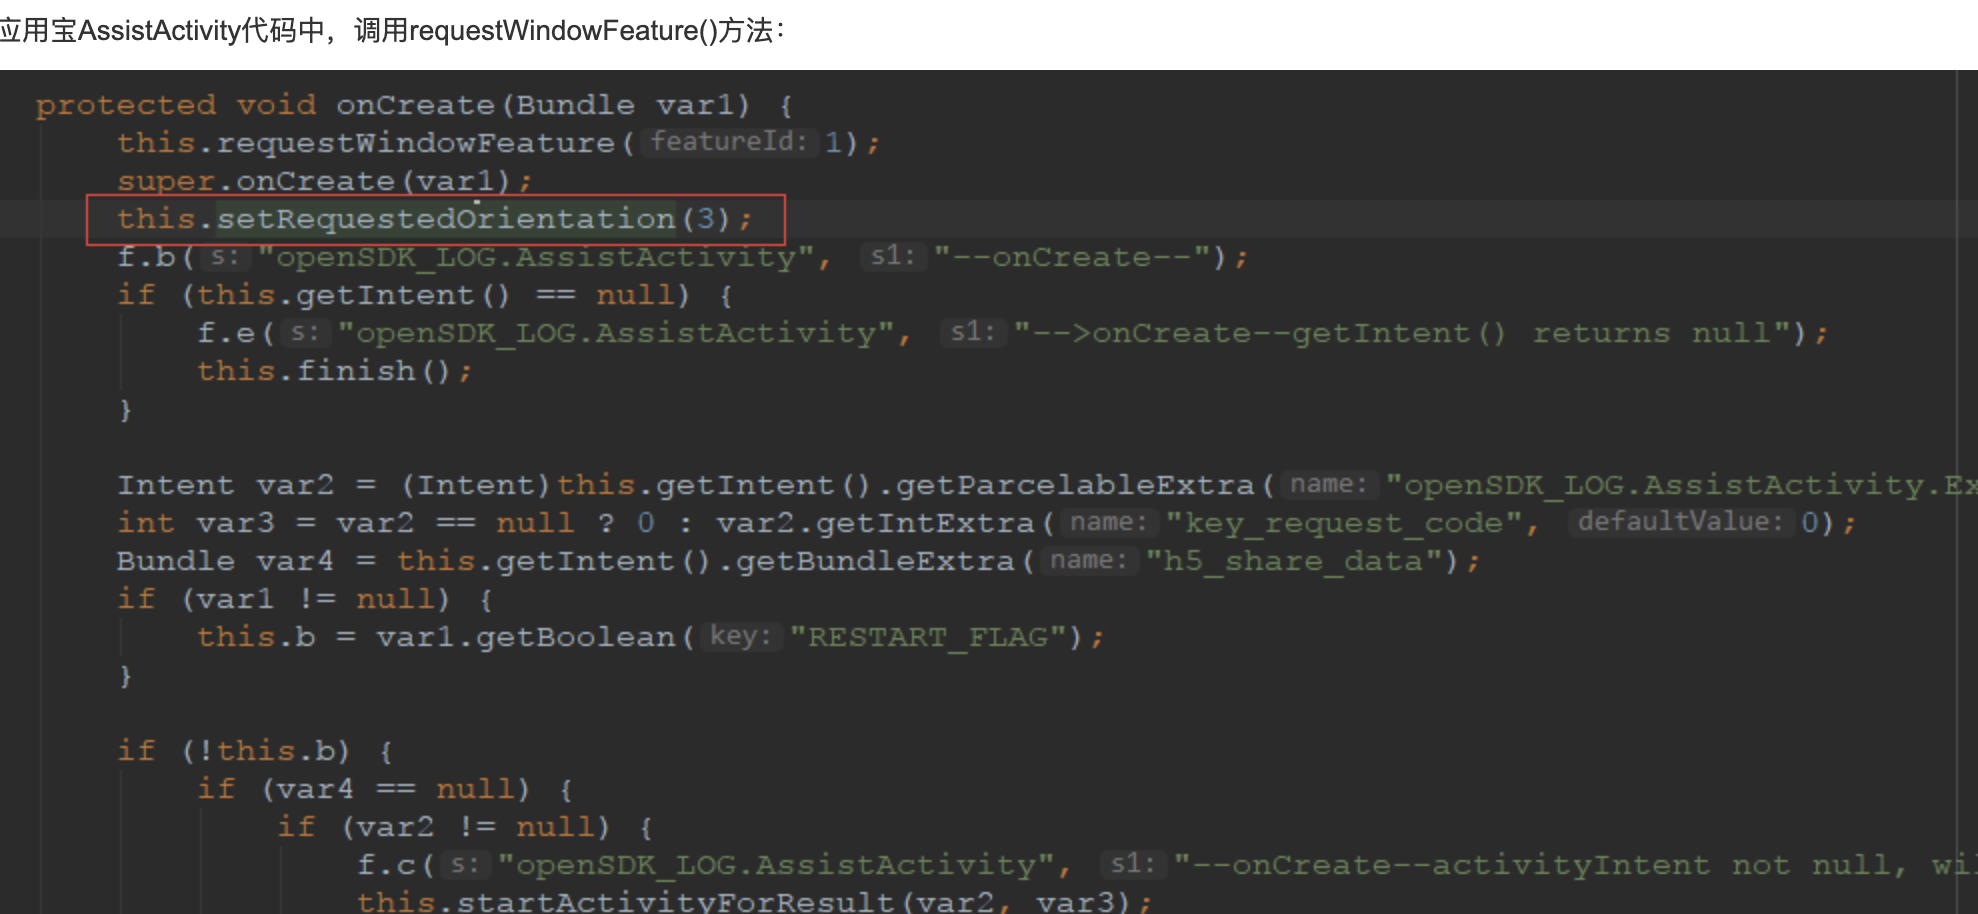 应用宝AssistActivity代码中，调用requestWindowFeature()方法：
protected void onCreate(Bundle var1) {
this.requestWindowFeature( featureId: 1);
super.onCreate(var1);
this.setRequestedOrientation(3);
f.b( s: "openSDK_LOG.AssistActivity", s1: "--onCreate--");
if (this.getIntent() == null) {
f.e( s: "openSDK_LOG.AssistActivity", s1: "-->onCreate--getIntent() returns null");
this.finish();
}
Intent var2 = (Intent)this.getIntent().getParcelableExtra( name: "openSDK_LOG.AssistActivity.Ex
int var3 = var2 == null ? 0 : var2.getIntExtra( name: "key_request_code", defaultValue: 0);
Bundle var4 = this.getIntent().getBundleExtra( name: "h5_share_data");
if (var1 != null) {
this.b = var1.getBoolean( key: "RESTART_FLAG");
}
if (!this.b) {
if (var4 == null) {
if (var2 != null) {
f.c( s: "openSDK_LOG.AssistActivity", s1: "--onCreate--activityIntent not null, wil
this.startActivityForResult(var2, var3);